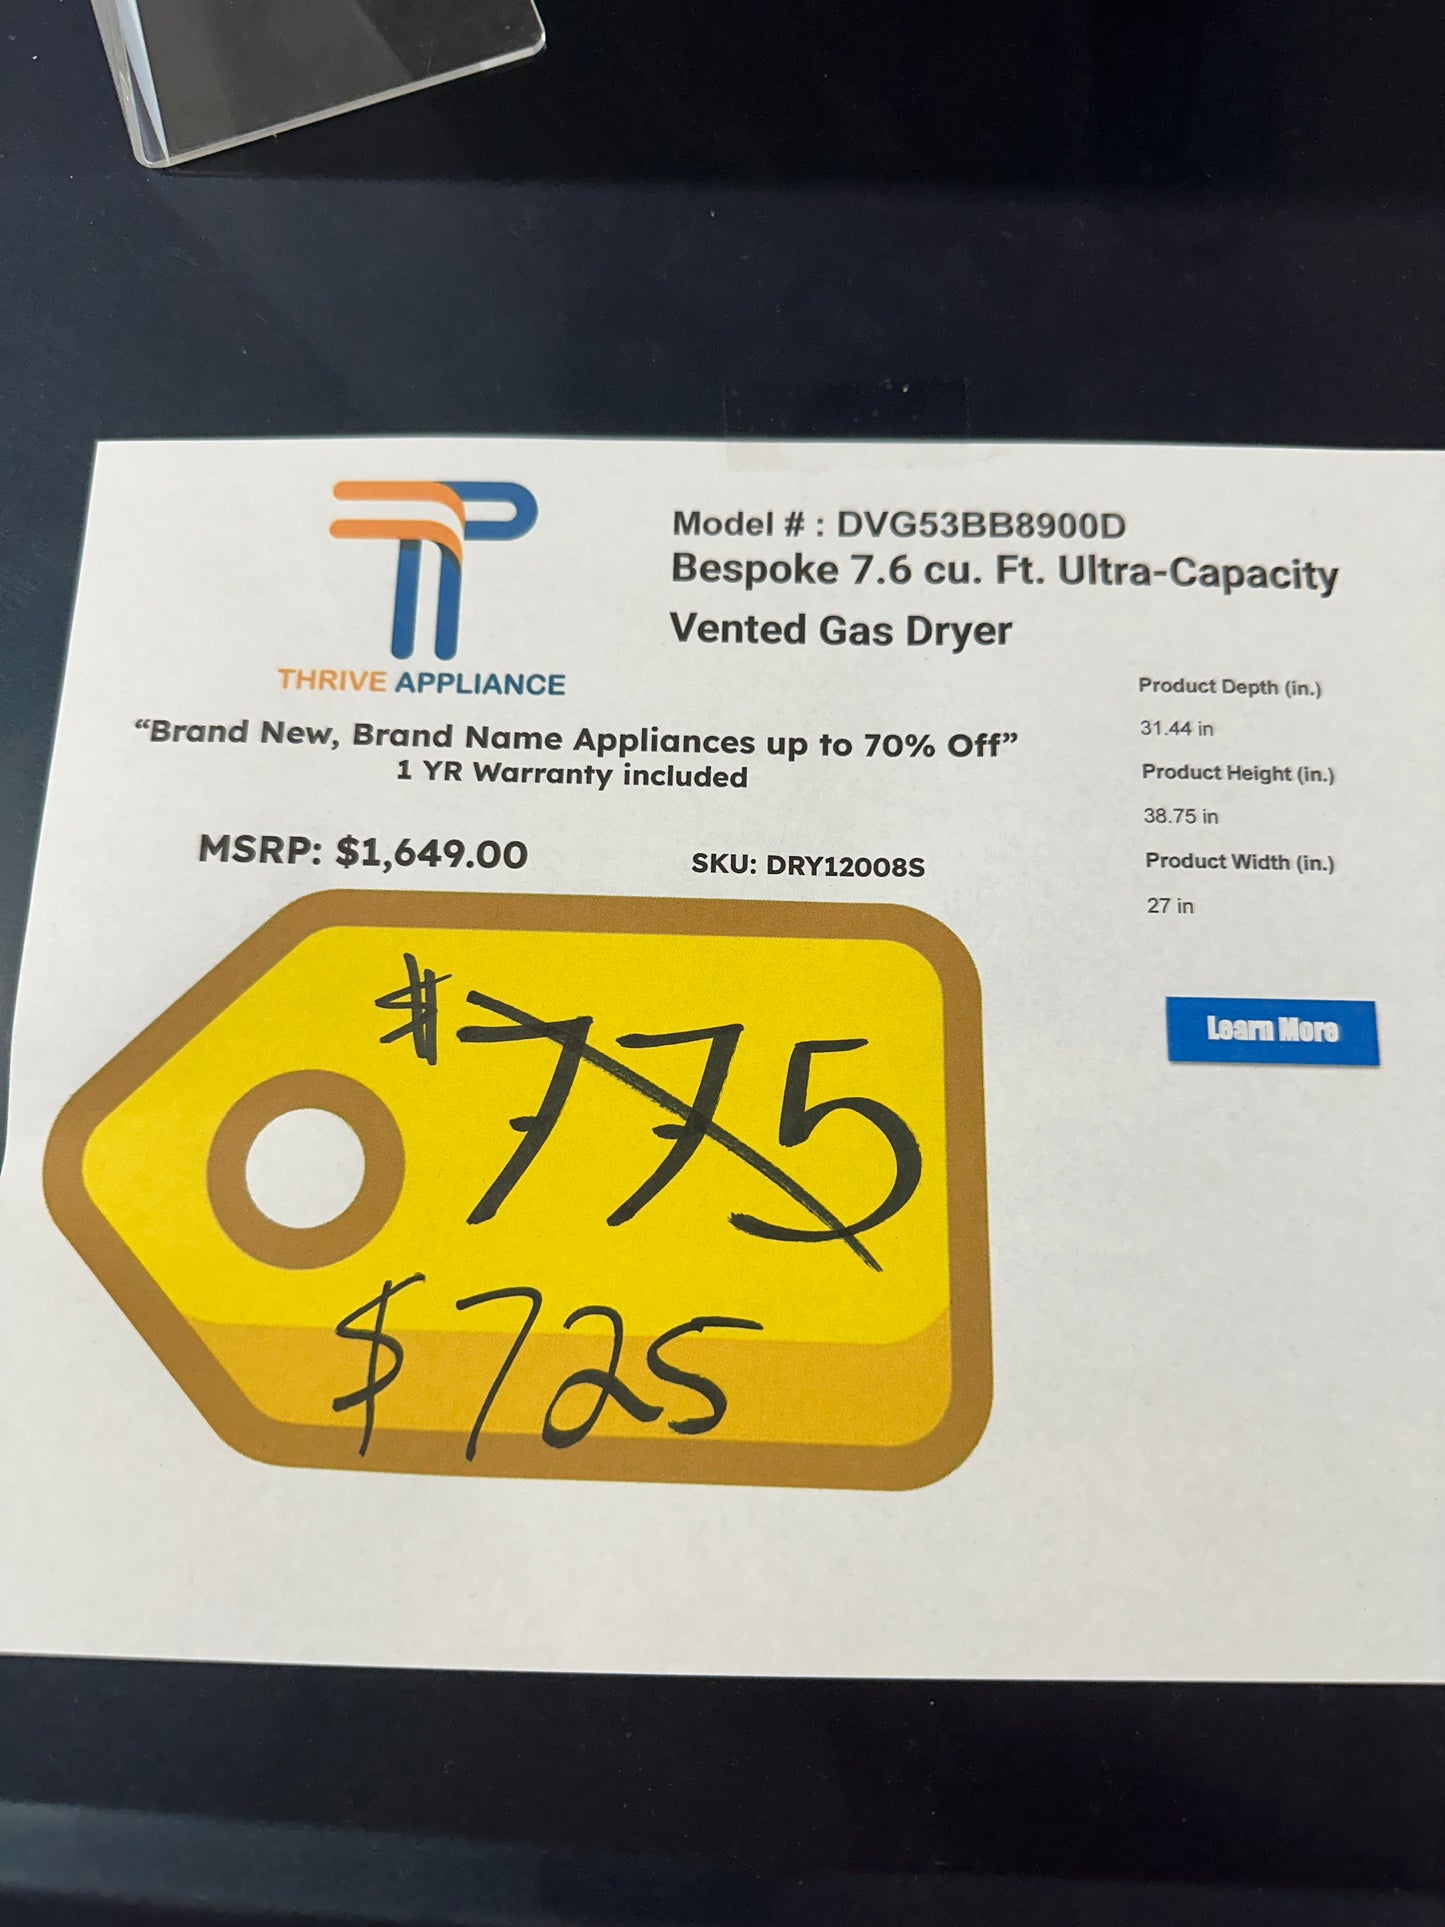 THRIVE APPLIANCE
Model # : DVG53BB8900D
Bespoke 7.6 cu. Ft. Ultra-Capacity
Vented Gas Dryer
"Brand New, Brand Name Appliances up to 70% Off"
1 YR Warranty included
MSRP: $1,649.00
SKU: DRY12008S
Product Depth (in.)
31.44 in
Product Height (in.)
38.75 in
Product Width (in.)
27 in
Learn More
$775
$725